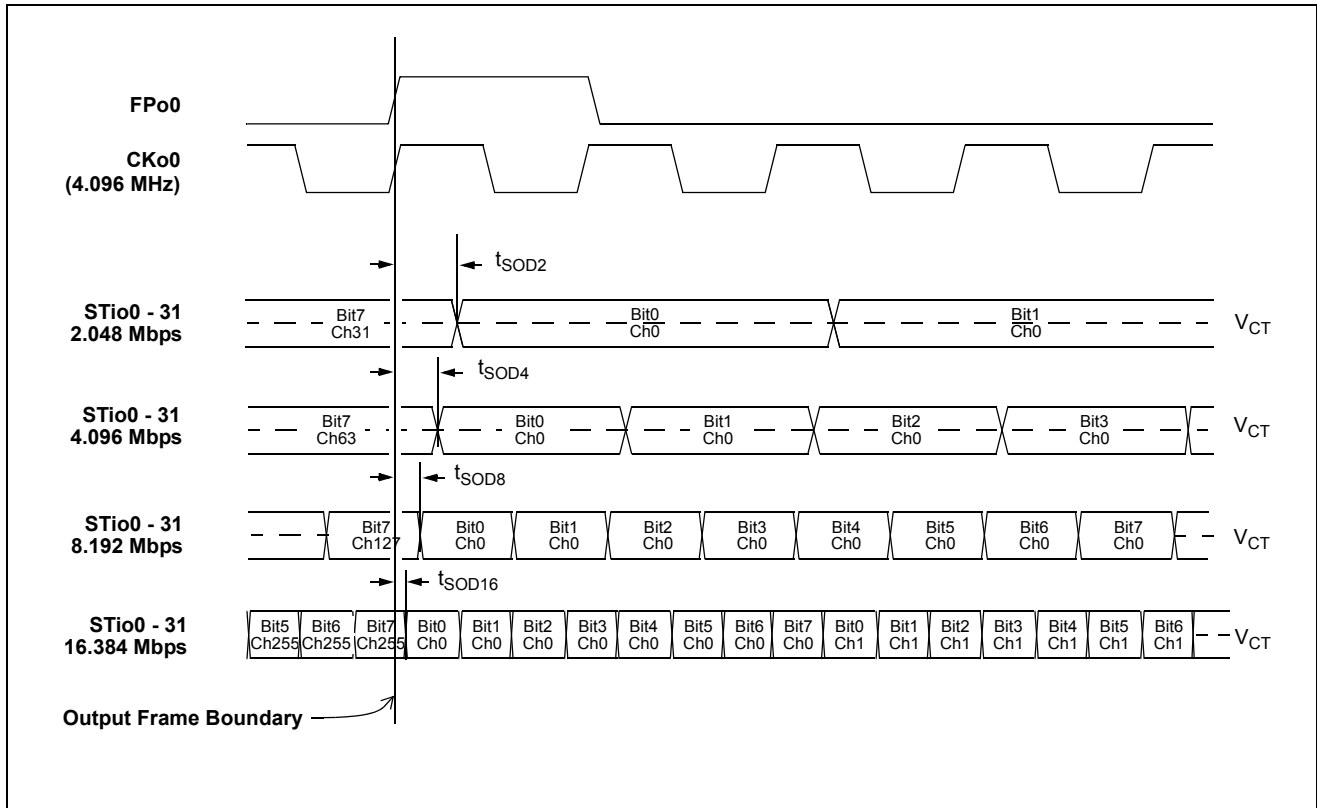 FPo0
CKo0
(4.096 MHz)
tSOD2
STio0 - 31
2.048 Mbps
Bit7
Ch31
Bit0
Ch0
Bit1
Ch0
VCT
tSOD4
STio0 - 31
4.096 Mbps
Bit7
Ch63
Bit0
Ch0
Bit1
Ch0
Bit2
Ch0
Bit3
Ch0
VCT
tSOD8
STio0 - 31
8.192 Mbps
Bit7
Ch127
Bit0
Ch0
Bit1
Ch0
Bit2
Ch0
Bit3
Ch0
Bit4
Ch0
Bit5
Ch0
Bit6
Ch0
Bit7
Ch0
VCT
tSOD16
STio0 - 31
16.384 Mbps
Bit5
Ch255
Bit6
Ch255
Bit7
Ch255
Bit0
Ch0
Bit1
Ch0
Bit2
Ch0
Bit3
Ch0
Bit4
Ch0
Bit5
Ch0
Bit6
Ch0
Bit7
Ch0
Bit0
Ch1
Bit1
Ch1
Bit2
Ch1
Bit3
Ch1
Bit4
Ch1
Bit5
Ch1
Bit6
Ch1
VCT
Output Frame Boundary